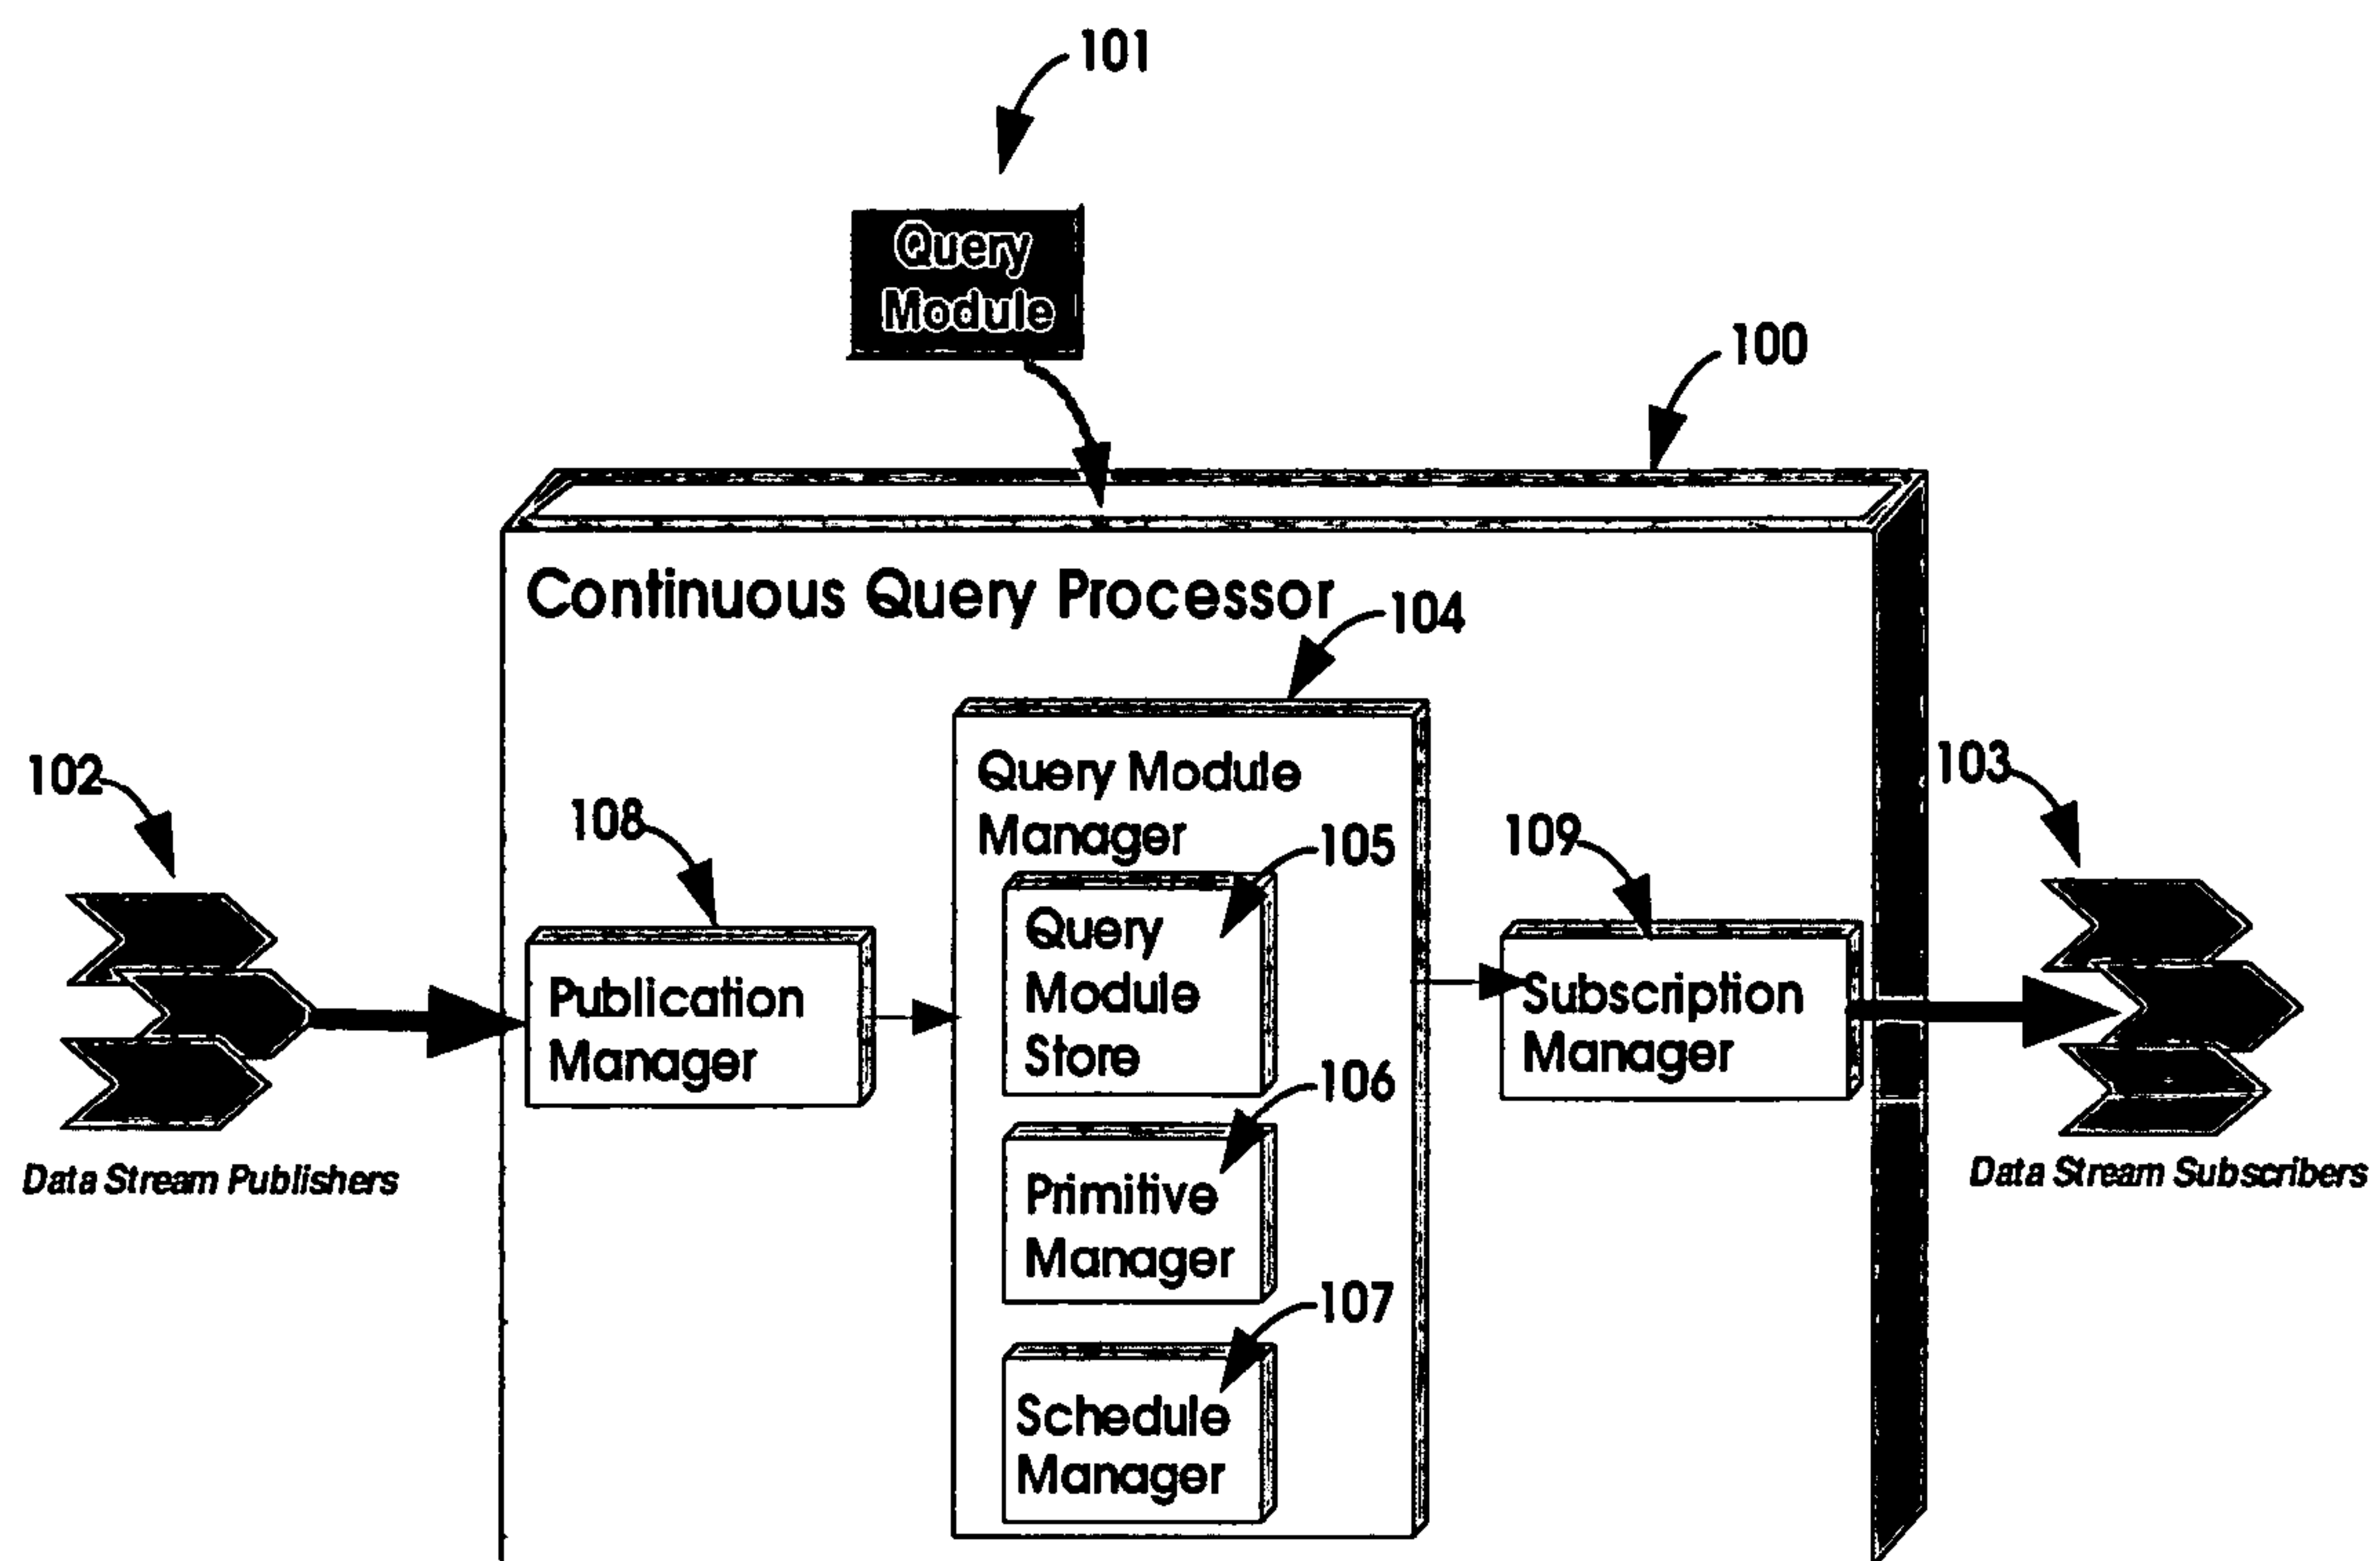 101
Query
Module
100
Continuous Query Processor
104
102
108
Query Module
Manager
105
109
103
Query
Module
Store
Publication
Manager
Subscription
Manager
106
Data Stream Publishers
Data Stream Subscribers
Primitive
Manager
107
Schedule
Manager